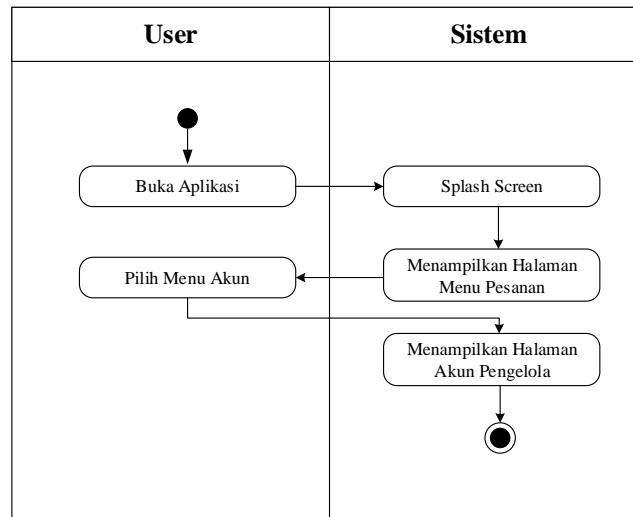 User
Sistem
Buka Aplikasi
Splash Screen
Pilih Menu Akun
Menampilkan Halaman
Menu Pesanan
Menampilkan Halaman
Akun Pengelola